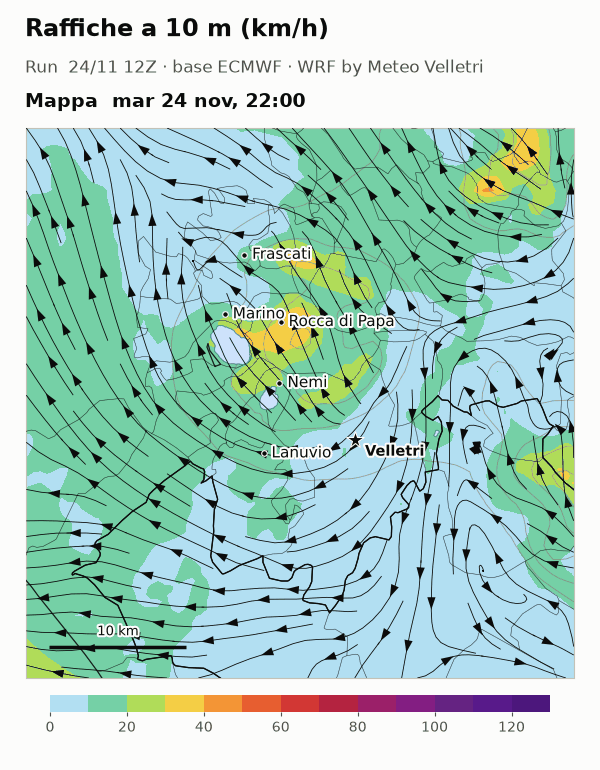 Raffiche a 10 m (km/h)
Run 24/11 12Z · base ECMWF · WRF by Meteo Velletri
Mappa mar 24 nov, 22:00
Frascati
Marino
Rocca di Papa
Nemi
Velletri
Lanuvio
10 km
0 20 40 60 80 100 120